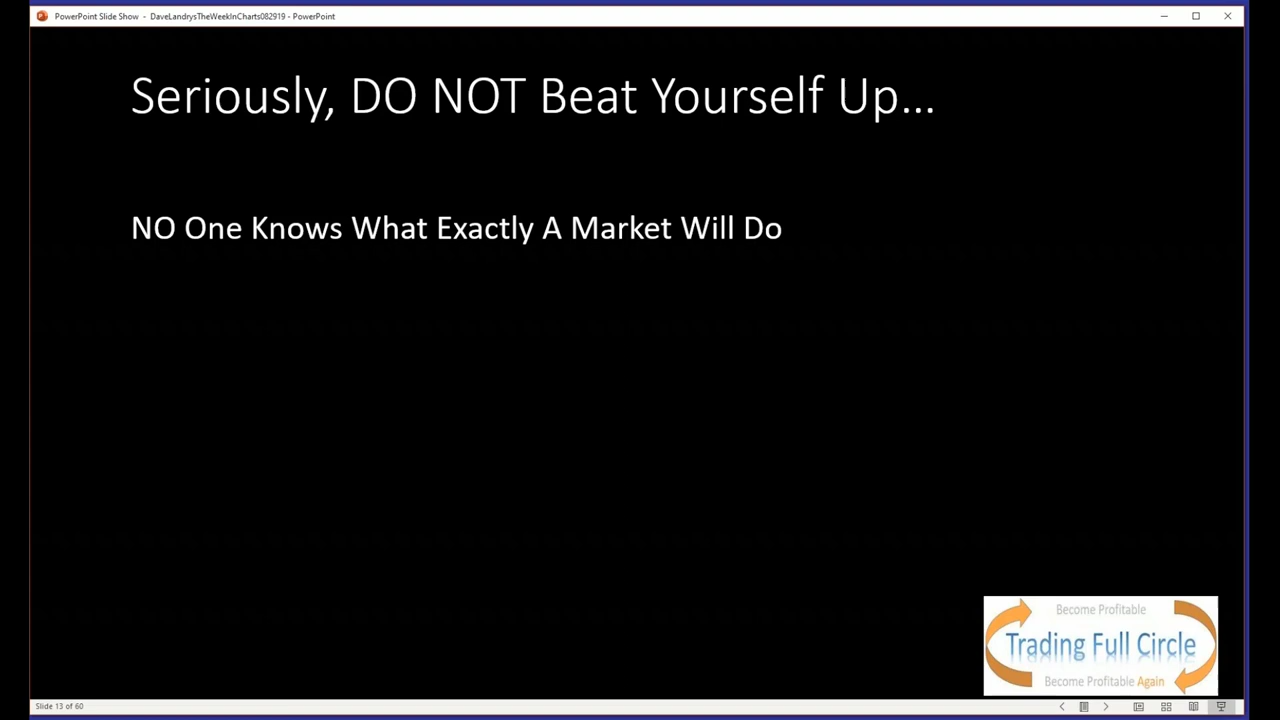 PowerPoint Slide Show - DaveLandrysTheWeekInCharts082919 - PowerPoint
Seriously, DO NOT Beat Yourself Up...
NO One Knows What Exactly A Market Will Do
Become Profitable
Trading Full Circle
Become Profitable Again
Slide 13 of 60